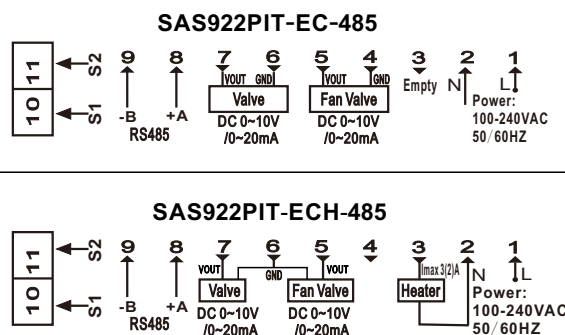 SAS922PIT-EC-485
11 S2 9 8 7 6 5 4 3 2 1
VOUT GND VOUT GND Empty N L
10 S1 -B +A Valve Fan Valve Power:
RS485 DC 0~10V DC 0~10V 100-240VAC
/0~20mA /0~20mA 50/60HZ
SAS922PIT-ECH-485
11 S2 9 8 7 6 5 4 3 2 1
VOUT GND VOUT Imax 3(2)A N L
10 S1 -B +A Valve Fan Valve Heater Power:
RS485 DC 0~10V DC 0~10V 100-240VAC
/0~20mA /0~20mA 50/60HZ